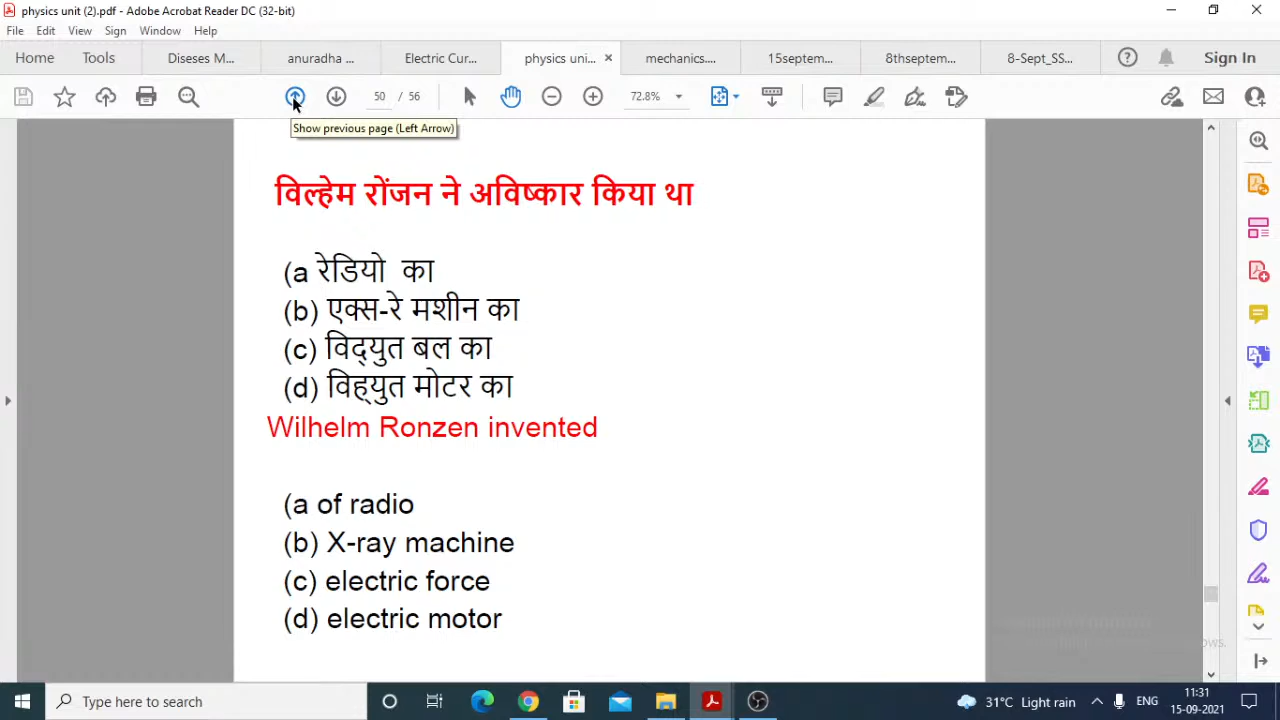 physics unit (2).pdf - Adobe Acrobat Reader DC (32-bit)
File Edit View Sign Window Help
Home Tools Diseses M... anuradha ... Electric Cur... physics uni... mechanics.... 15septem... 8thseptem... 8-Sept_SS... Sign In
50 / 56 72.8%
Show previous page (Left Arrow)
विल्हेम रोंजन ने अविष्कार किया था
(a रेडियो का
(b) एक्स-रे मशीन का
(c) विद्युत बल का
(d) विह्युत मोटर का
Wilhelm Ronzen invented
(a of radio
(b) X-ray machine
(c) electric force
(d) electric motor
Type here to search
31°C Light rain ENG 11:31
15-09-2021